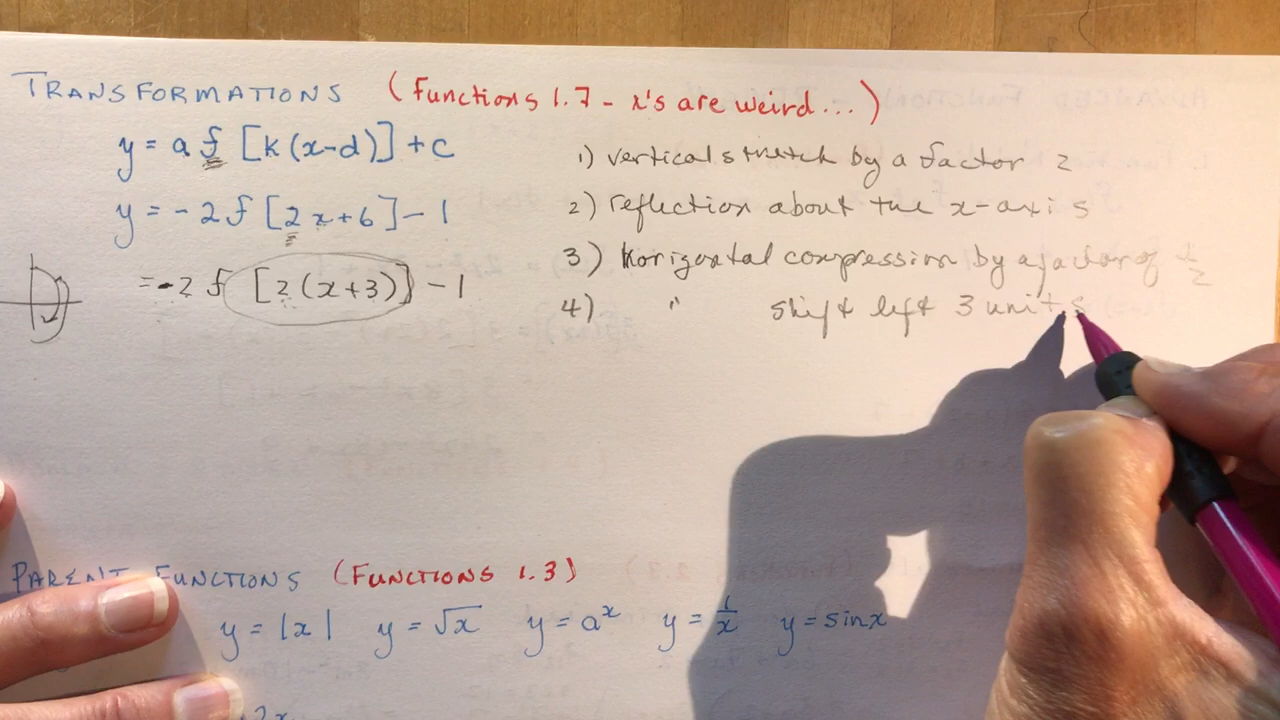 TRANSFORMATIONS (Functions 1.7 - x's are weird...)
y = a f [k(x-d)] + c
y = -2 f [2x+6] - 1
= -2 f [2(x+3)] - 1
1) vertical stretch by a factor 2
2) reflection about the x-axis
3) horizontal compression by a factor of 1/2
4) " shift left 3 units
PARENT FUNCTIONS (FUNCTIONS 1.3)
y = |x| y = √x y = aˣ y = 1/x y = sinx